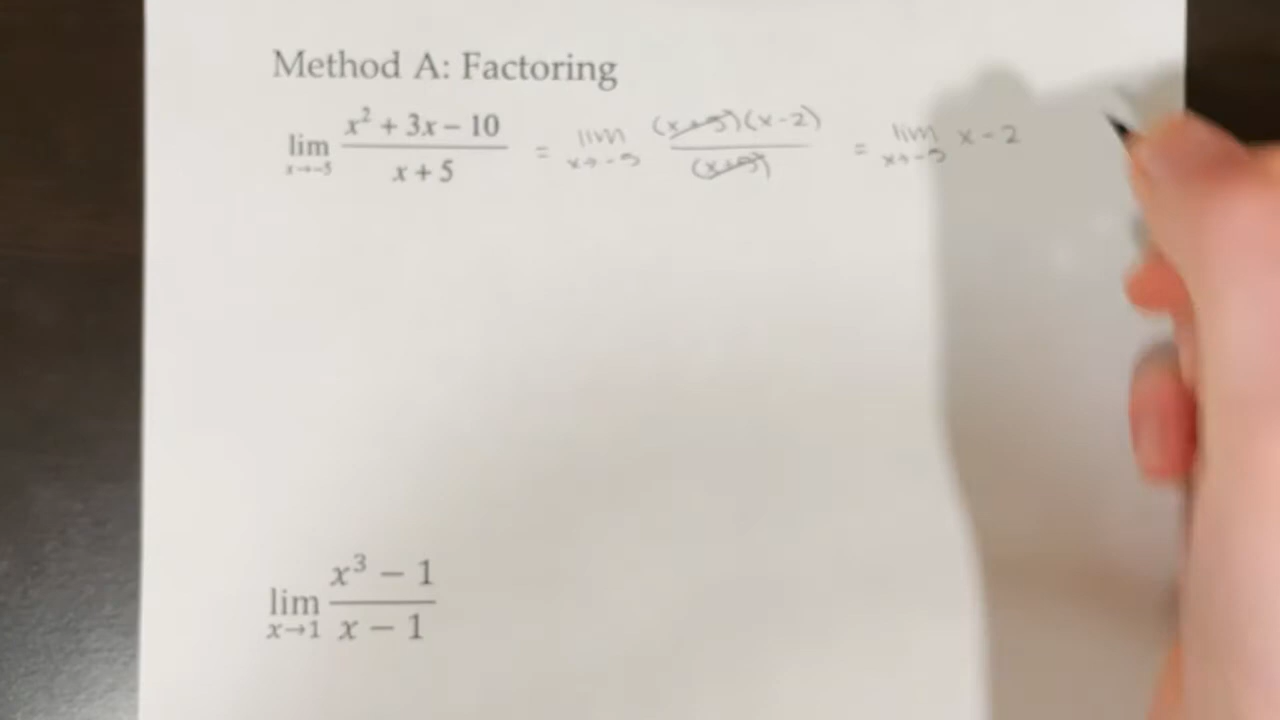 Method A: Factoring
lim x→-5 (x² + 3x - 10)/(x + 5) = lim x→-5 (x+5)(x-2)/(x+5) = lim x→-5 x-2
lim x→1 (x³ - 1)/(x - 1)